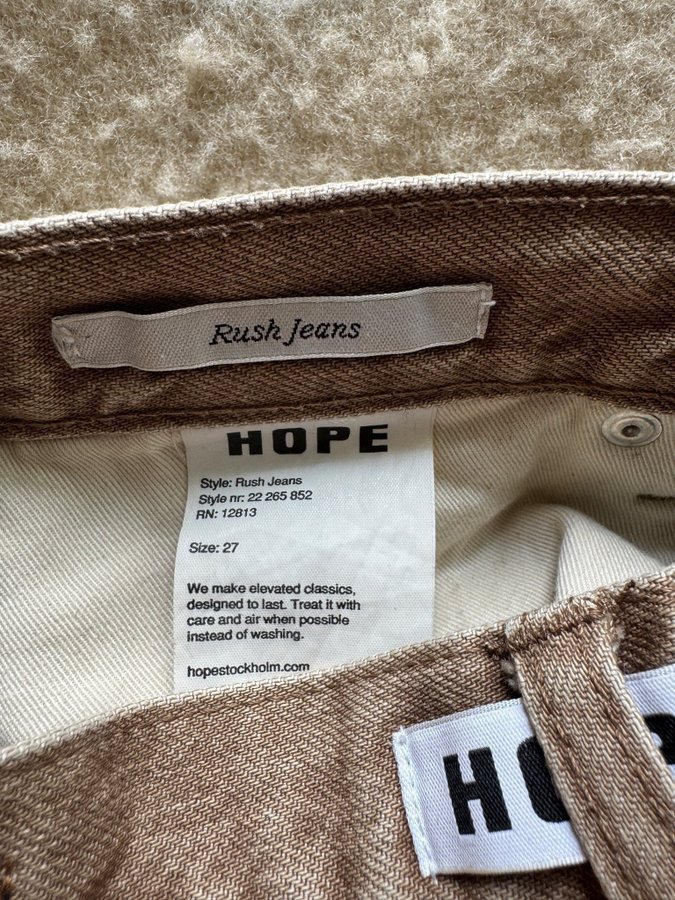 Rush Jeans
HOPE
Style: Rush Jeans
Style nr: 22 265 852
RN: 12813
Size: 27
We make elevated classics,
designed to last. Treat it with
care and air when possible
instead of washing.
hopestockholm.com
HO